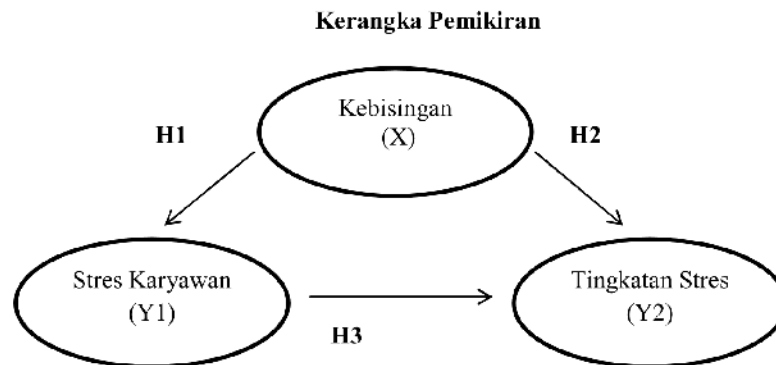 Kerangka Pemikiran
Kebisingan
(X)
H1
H2
Stres Karyawan
(Y1)
Tingkatan Stres
(Y2)
H3